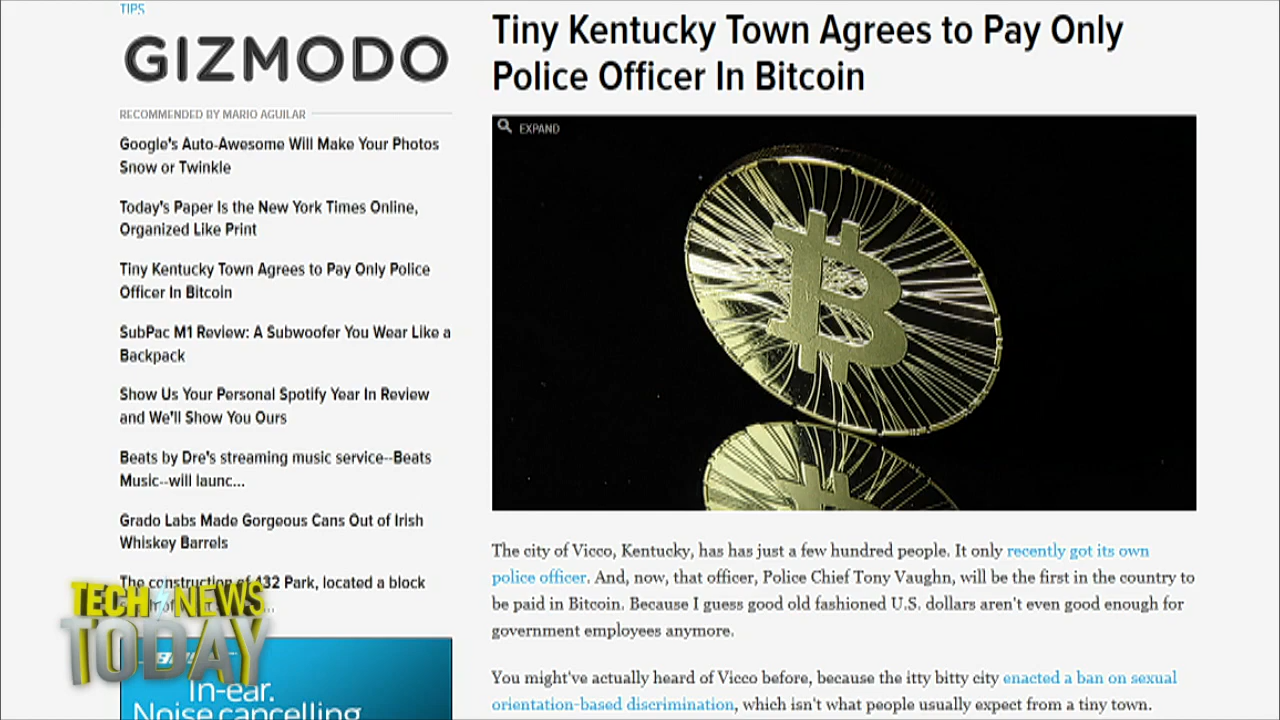 TIPS
GIZMODO
RECOMMENDED BY MARIO AGUILAR
Google's Auto-Awesome Will Make Your Photos
Snow or Twinkle
Today's Paper Is the New York Times Online,
Organized Like Print
Tiny Kentucky Town Agrees to Pay Only Police
Officer In Bitcoin
SubPac M1 Review: A Subwoofer You Wear Like a
Backpack
Show Us Your Personal Spotify Year In Review
and We'll Show You Ours
Beats by Dre's streaming music service--Beats
Music--will launc...
Grado Labs Made Gorgeous Cans Out of Irish
Whiskey Barrels
The construction of 432 Park, located a block
TECH NEWS
TODAY
In-ear.
Noise cancelling
Tiny Kentucky Town Agrees to Pay Only
Police Officer In Bitcoin
EXPAND
The city of Vicco, Kentucky, has has just a few hundred people. It only recently got its own
police officer. And, now, that officer, Police Chief Tony Vaughn, will be the first in the country to
be paid in Bitcoin. Because I guess good old fashioned U.S. dollars aren't even good enough for
government employees anymore.
You might've actually heard of Vicco before, because the itty bitty city enacted a ban on sexual
orientation-based discrimination, which isn't what people usually expect from a tiny town.